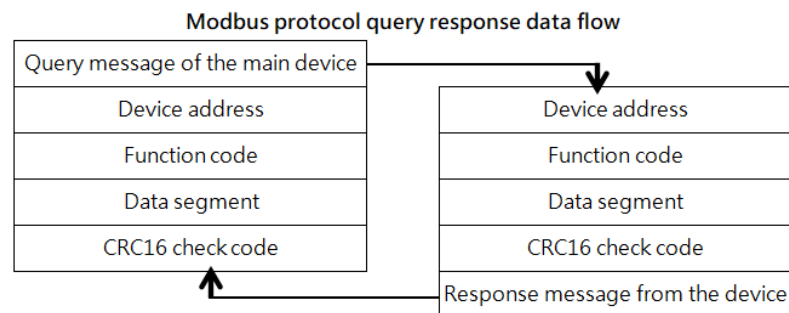 Modbus protocol query response data flow
Query message of the main device
Device address
Function code
Data segment
CRC16 check code
Device address
Function code
Data segment
CRC16 check code
Response message from the device